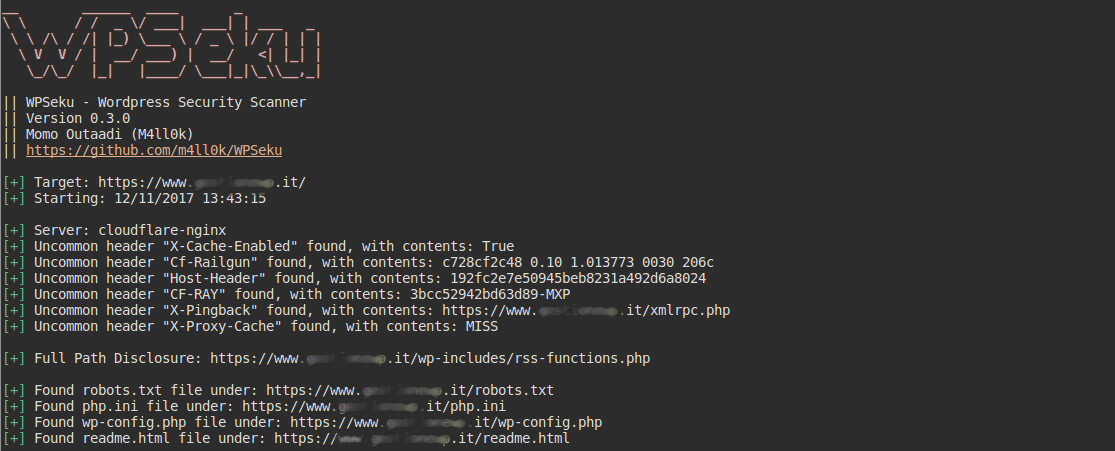 WPSeku
|| WPSeku - Wordpress Security Scanner
|| Version 0.3.0
|| Momo Outaadi (M4ll0k)
|| https://github.com/m4ll0k/WPSeku
[+] Target: https://www. .it/
[+] Starting: 12/11/2017 13:43:15
[+] Server: cloudflare-nginx
[+] Uncommon header "X-Cache-Enabled" found, with contents: True
[+] Uncommon header "Cf-Railgun" found, with contents: c728cf2c48 0.10 1.013773 0030 206c
[+] Uncommon header "Host-Header" found, with contents: 192fc2e7e50945beb8231a492d6a8024
[+] Uncommon header "CF-RAY" found, with contents: 3bcc52942bd63d89-MXP
[+] Uncommon header "X-Pingback" found, with contents: https://www. .it/xmlrpc.php
[+] Uncommon header "X-Proxy-Cache" found, with contents: MISS
[+] Full Path Disclosure: https://www. .it/wp-includes/rss-functions.php
[+] Found robots.txt file under: https://www. .it/robots.txt
[+] Found php.ini file under: https://www. .it/php.ini
[+] Found wp-config.php file under: https://www. .it/wp-config.php
[+] Found readme.html file under: https:// .it/readme.html